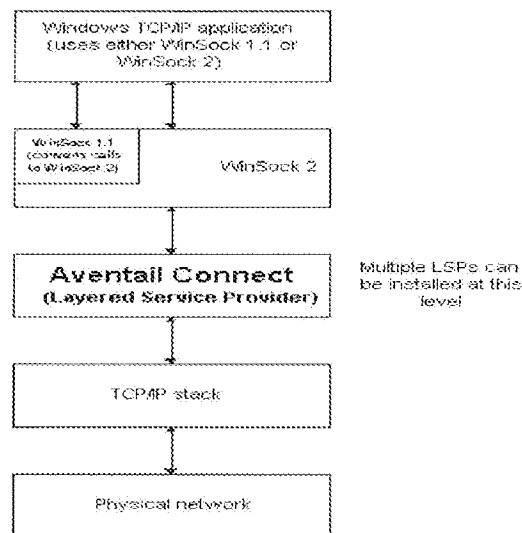 Windows TCP/IP application
(uses either WinSock 1.1 or
WinSock 2)
WinSock 1.1
(converts calls
to WinSock 2)
WinSock 2
Aventail Connect
(Layered Service Provider)
Multiple LSPs can
be installed at this
level
TCP/IP stack
Physical network